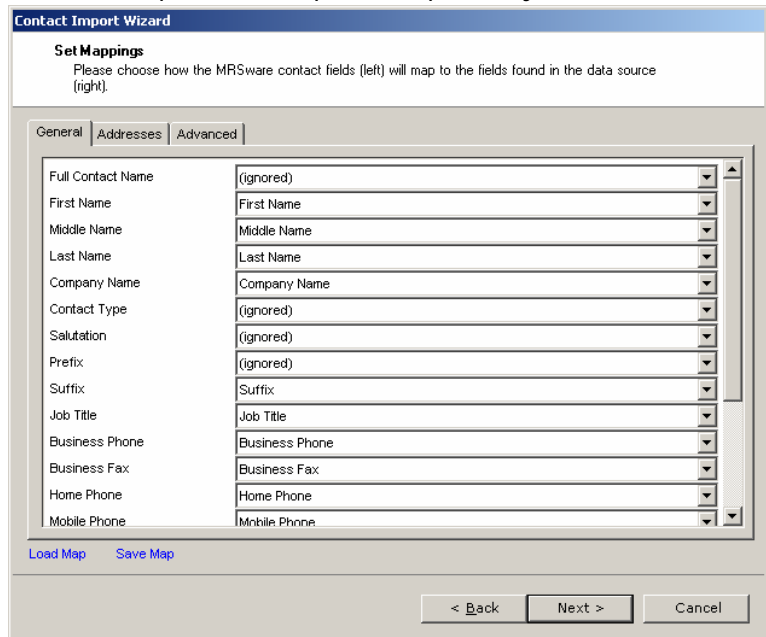 Contact Import Wizard
Set Mappings
Please choose how the MRSware contact fields (left) will map to the fields found in the data source
(right).
General Addresses Advanced
Full Contact Name (ignored)
First Name First Name
Middle Name Middle Name
Last Name Last Name
Company Name Company Name
Contact Type (ignored)
Salutation (ignored)
Prefix (ignored)
Suffix Suffix
Job Title Job Title
Business Phone Business Phone
Business Fax Business Fax
Home Phone Home Phone
Mobile Phone Mobile Phone
Load Map Save Map
< Back Next > Cancel